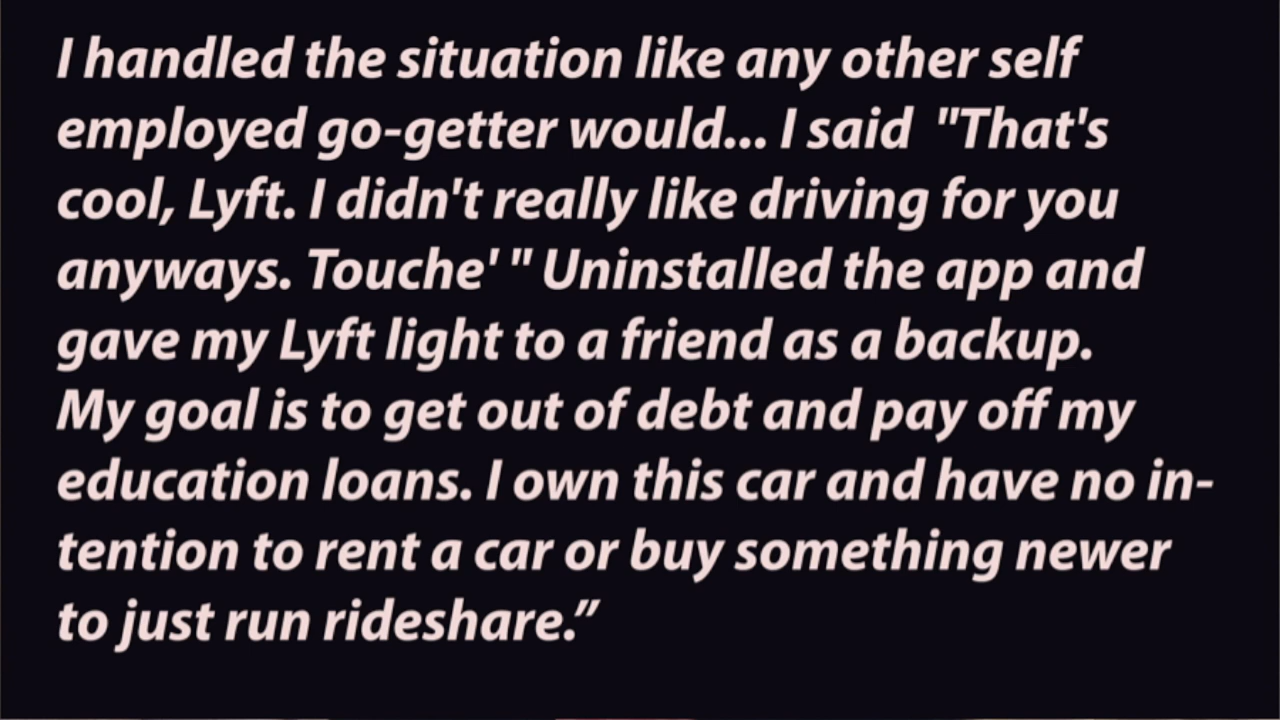 I handled the situation like any other self
employed go-getter would... I said  "That's
cool, Lyft. I didn't really like driving for you
anyways. Touche' " Uninstalled the app and
gave my Lyft light to a friend as a backup.
My goal is to get out of debt and pay off my
education loans. I own this car and have no in-
tention to rent a car or buy something newer
to just run rideshare.”